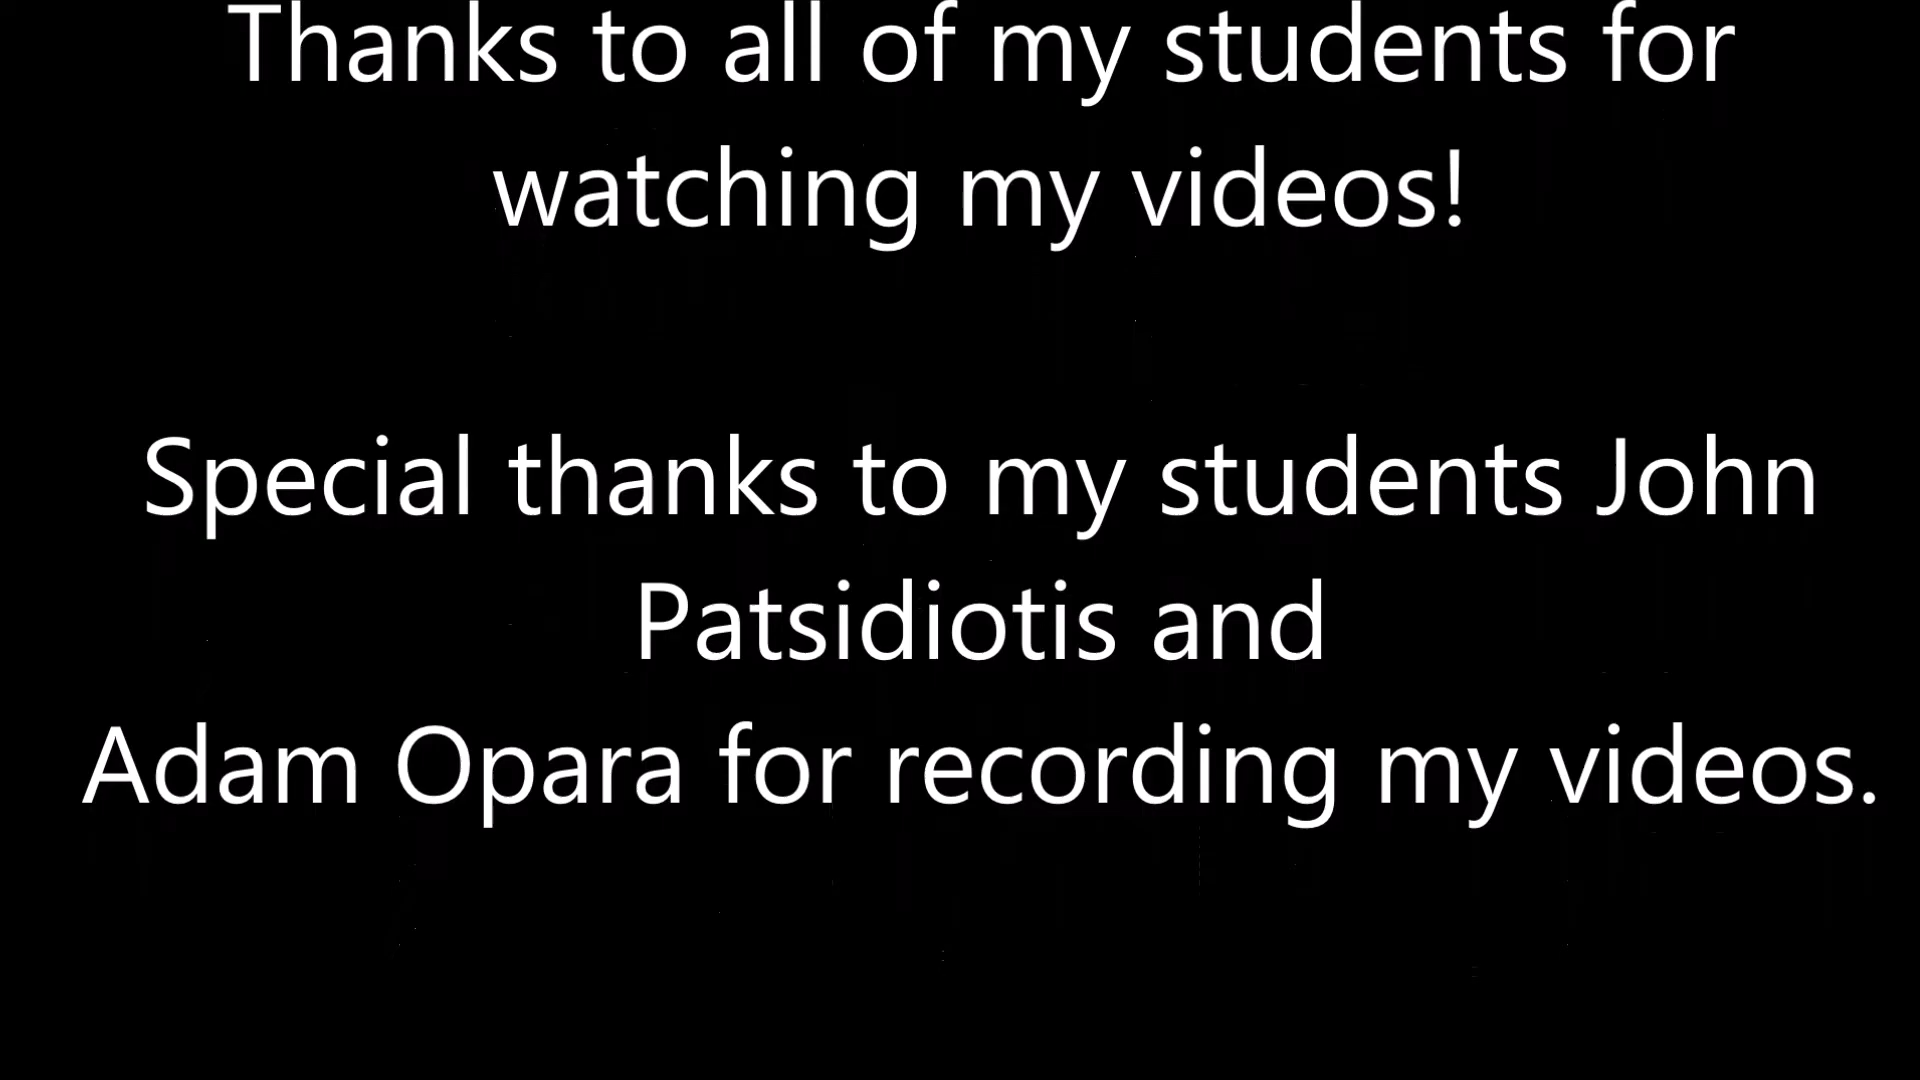 Thanks to all of my students for
watching my videos!
Special thanks to my students John
Patsidiotis and
Adam Opara for recording my videos.